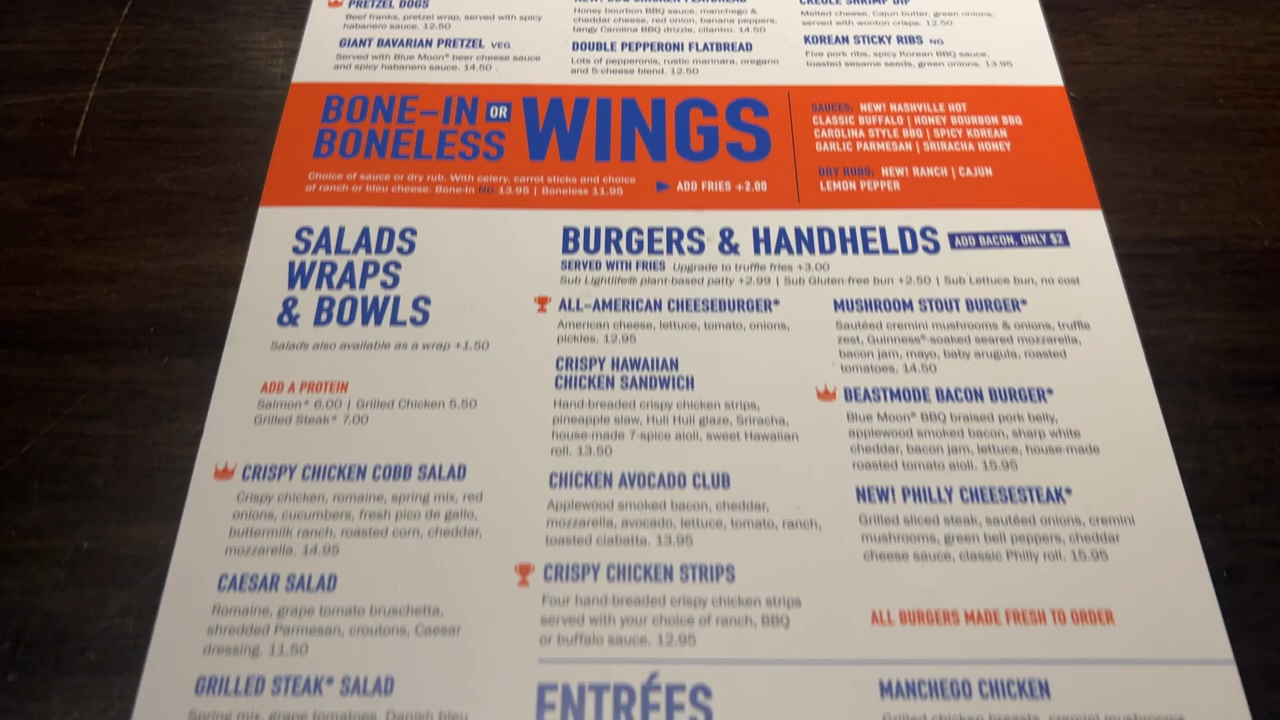 PRETZEL DOGS
Beef franks, pretzel wrap, served with spicy
habanero sauce. 12.50
GIANT BAVARIAN PRETZEL VEG
Served with Blue Moon® beer cheese sauce
and spicy habanero sauce. 14.50
Honey bourbon BBQ sauce, manchego &
cheddar cheese, red onion, banana peppers,
tangy Carolina BBQ drizzle, cilantro. 14.50
DOUBLE PEPPERONI FLATBREAD
Lots of pepperonis, rustic marinara, oregano
and 5-cheese blend. 12.50
CREOLE SHRIMP DIP
Melted cheese, Cajun butter, green onions,
served with wonton crisps. 12.50
KOREAN STICKY RIBS NG
Five pork ribs, spicy Korean BBQ sauce,
toasted sesame seeds, green onions. 13.95
BONE-IN OR
BONELESS WINGS
Choice of sauce or dry rub. With celery, carrot sticks and choice
of ranch or bleu cheese. Bone-in NG 13.95 | Boneless 11.95
ADD FRIES +2.00
SAUCES: NEW! NASHVILLE HOT
CLASSIC BUFFALO | HONEY BOURBON BBQ
CAROLINA STYLE BBQ | SPICY KOREAN
GARLIC PARMESAN | SRIRACHA HONEY
DRY RUBS: NEW! RANCH | CAJUN
LEMON PEPPER
SALADS
WRAPS
& BOWLS
Salads also available as a wrap +1.50
ADD A PROTEIN
Salmon* 6.00 | Grilled Chicken 5.50
Grilled Steak* 7.00
CRISPY CHICKEN COBB SALAD
Crispy chicken, romaine, spring mix, red
onions, cucumbers, fresh pico de gallo,
buttermilk ranch, roasted corn, cheddar,
mozzarella. 14.95
CAESAR SALAD
Romaine, grape tomato bruschetta,
shredded Parmesan, croutons, Caesar
dressing. 11.50
GRILLED STEAK* SALAD
Spring mix, grape tomatoes, Danish bleu
BURGERS & HANDHELDS ADD BACON, ONLY $2
SERVED WITH FRIES Upgrade to truffle fries +3.00
Sub Lightlife® plant-based patty +2.99 | Sub Gluten-free bun +2.50 | Sub Lettuce bun, no cost
ALL-AMERICAN CHEESEBURGER*
American cheese, lettuce, tomato, onions,
pickles. 12.95
CRISPY HAWAIIAN
CHICKEN SANDWICH
Hand-breaded crispy chicken strips,
pineapple slaw, Huli Huli glaze, Sriracha,
house-made 7-spice aioli, sweet Hawaiian
roll. 13.50
CHICKEN AVOCADO CLUB
Applewood smoked bacon, cheddar,
mozzarella, avocado, lettuce, tomato, ranch,
toasted ciabatta. 13.95
CRISPY CHICKEN STRIPS
Four hand-breaded crispy chicken strips
served with your choice of ranch, BBQ
or buffalo sauce. 12.95
MUSHROOM STOUT BURGER*
Sautéed cremini mushrooms & onions, truffle
zest, Guinness®-soaked seared mozzarella,
bacon jam, mayo, baby arugula, roasted
tomatoes. 14.50
BEASTMODE BACON BURGER*
Blue Moon® BBQ braised pork belly,
applewood smoked bacon, sharp white
cheddar, bacon jam, lettuce, house-made
roasted tomato aioli. 15.95
NEW! PHILLY CHEESESTEAK*
Grilled sliced steak, sautéed onions, cremini
mushrooms, green bell peppers, cheddar
cheese sauce, classic Philly roll. 15.95
ALL BURGERS MADE FRESH TO ORDER
ENTRÉES
MANCHEGO CHICKEN
Grilled chicken breasts, cremini mushrooms